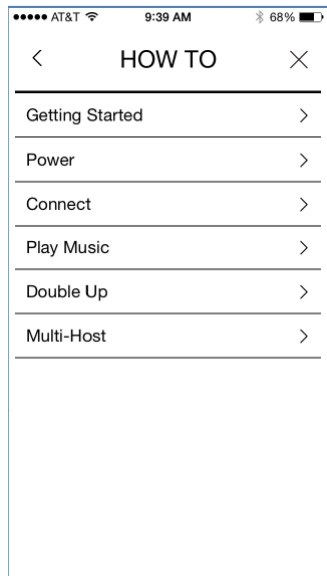 AT&T 9:39 AM 68%
HOW TO
Getting Started
Power
Connect
Play Music
Double Up
Multi-Host